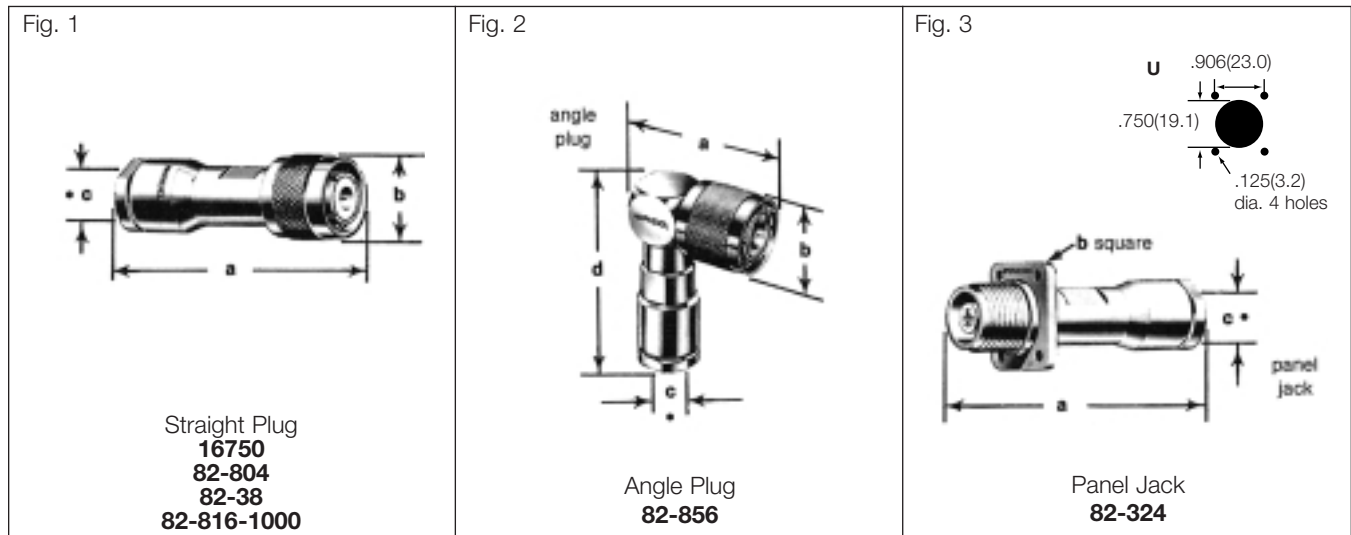 Fig. 1
c
b
a
Straight Plug
16750
82-804
82-38
82-816-1000
Fig. 2
angle
plug
a
b
d
c
Angle Plug
82-856
Fig. 3
U
.906(23.0)
.750(19.1)
.125(3.2)
dia. 4 holes
b square
c
a
panel
jack
Panel Jack
82-324